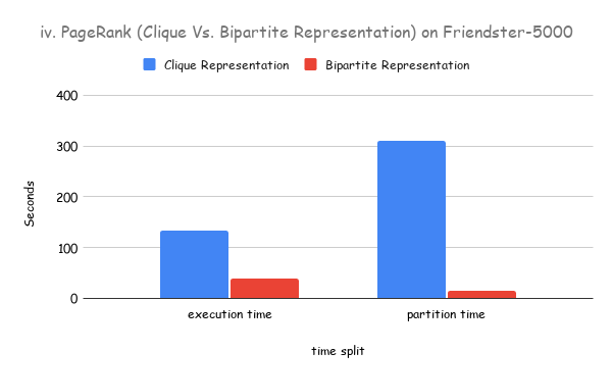 iv. PageRank (Clique Vs. Bipartite Representation) on Friendster-5000
Clique Representation
Bipartite Representation
400
300
200
100
0
Seconds
execution time
partition time
time split